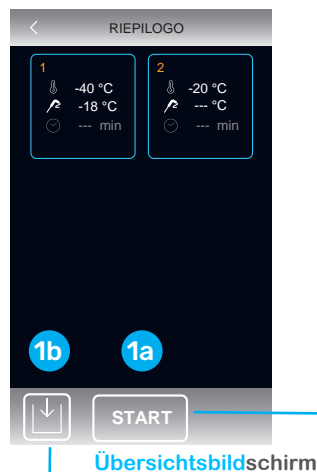 RIEPILOGO
1
-40 °C
-18 °C
--- min
2
-20 °C
--- °C
--- min
1b 1a
START
Übersichtsbildschirm